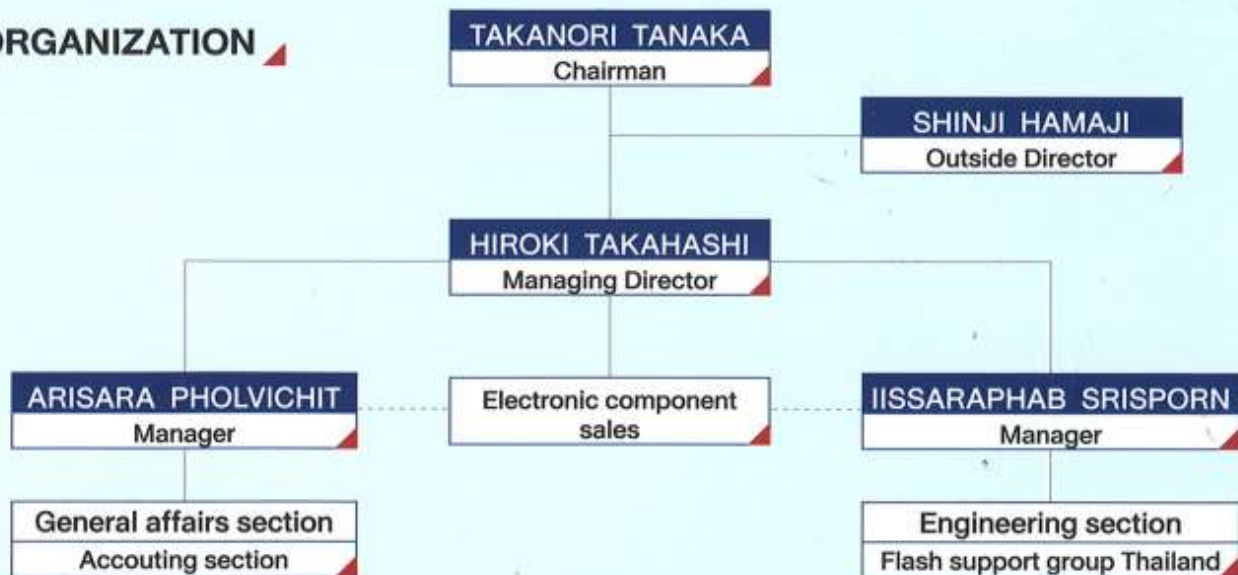 ORGANIZATION
TAKANORI TANAKA
Chairman
SHINJI HAMAJI
Outside Director
HIROKI TAKAHASHI
Managing Director
ARISARA PHOLVICHIT
Manager
Electronic component
sales
IISSARAPHAB SRISPORN
Manager
General affairs section
Accouting section
Engineering section
Flash support group Thailand